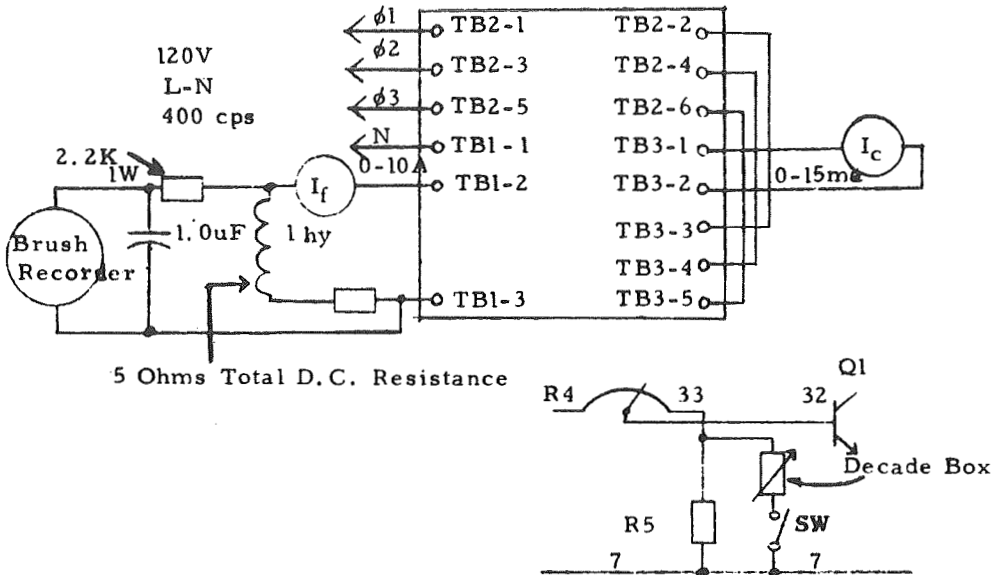 ϕ1
TB2-1
TB2-2
ϕ2
TB2-3
TB2-4
ϕ3
TB2-5
TB2-6
N
TB1-1
TB3-1
120V
L-N
400 cps
2.2K
1W
0-10A
TB1-2
TB3-2
If
Ic
0-15ma
Brush
Recorder
1.0uF
1 hy
TB3-3
TB3-4
TB1-3
TB3-5
5 Ohms Total D.C. Resistance
R4
33
32
Q1
Decade Box
R5
SW
7
7